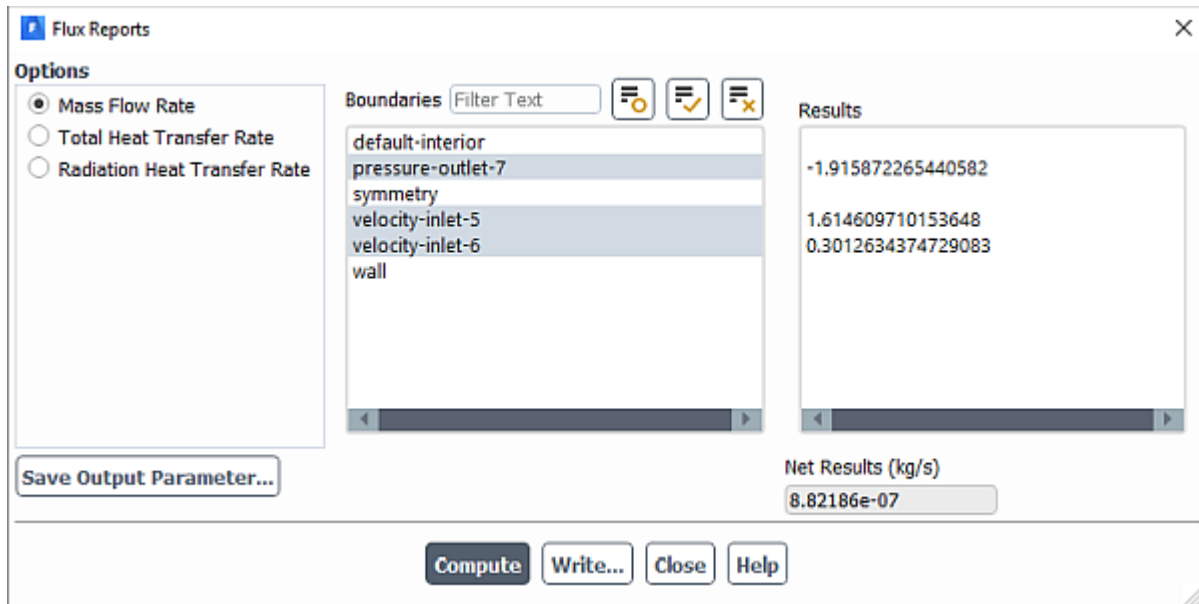 Flux Reports
Options
Mass Flow Rate
Total Heat Transfer Rate
Radiation Heat Transfer Rate
Save Output Parameter...
Boundaries Filter Text
default-interior
pressure-outlet-7
symmetry
velocity-inlet-5
velocity-inlet-6
wall
Results
-1.915872265440582
1.614609710153648
0.3012634374729083
Net Results (kg/s)
8.82186e-07
Compute Write... Close Help